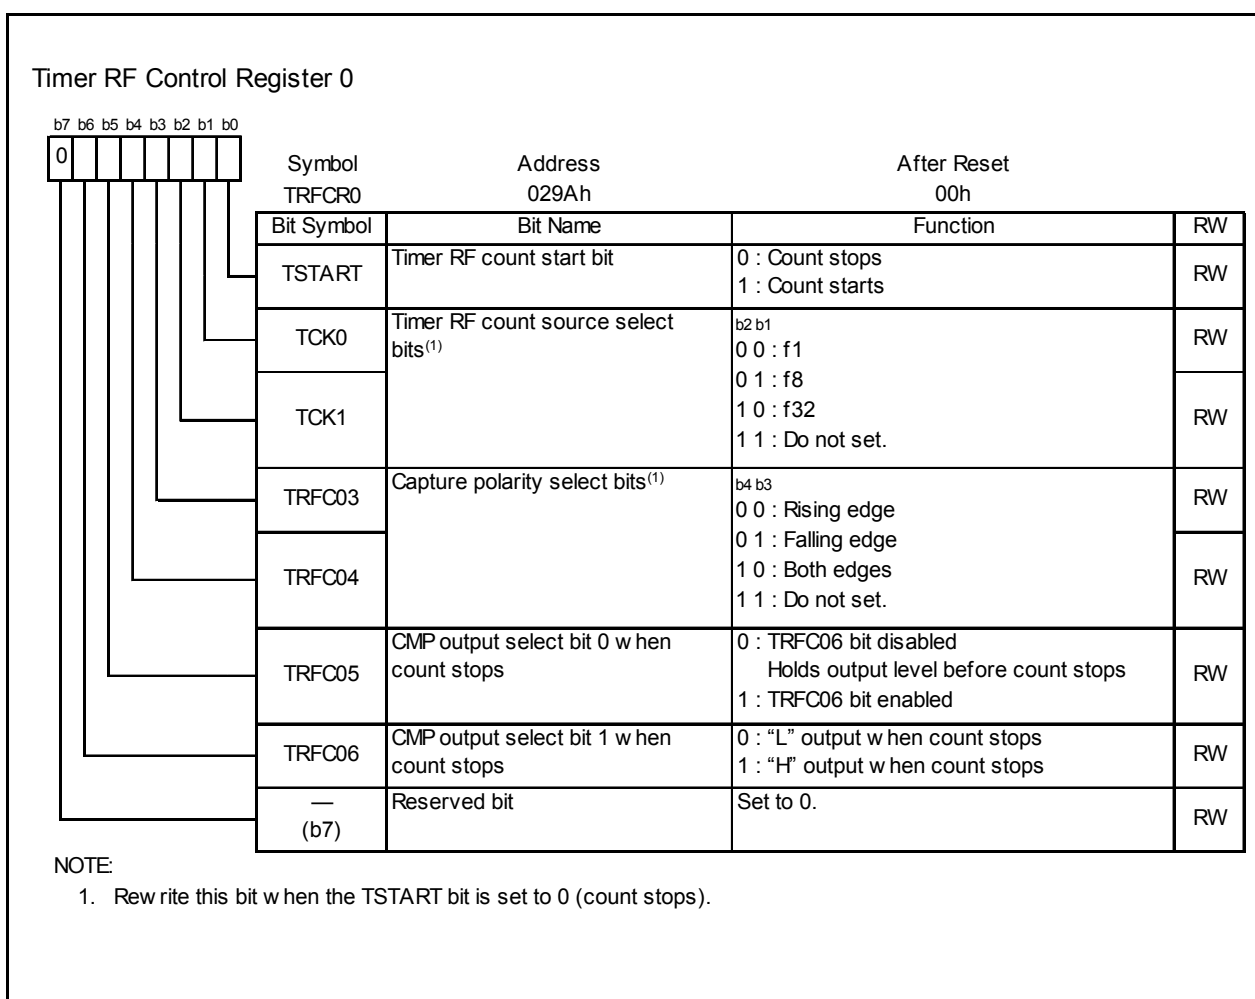 Timer RF Control Register 0
b7 b6 b5 b4 b3 b2 b1 b0
0
Symbol Address After Reset
TRFCR0 029Ah 00h
Bit Symbol Bit Name Function RW
TSTART Timer RF count start bit 0 : Count stops
1 : Count starts RW
TCK0 Timer RF count source select
bits(1)
b2 b1
0 0 : f1
0 1 : f8
1 0 : f32
1 1 : Do not set.
RW
TCK1 RW
TRFC03 Capture polarity select bits(1)
b4 b3
0 0 : Rising edge
0 1 : Falling edge
1 0 : Both edges
1 1 : Do not set.
RW
TRFC04 RW
TRFC05 CMP output select bit 0 when
count stops
0 : TRFC06 bit disabled
Holds output level before count stops
1 : TRFC06 bit enabled
RW
TRFC06 CMP output select bit 1 when
count stops
0 : “L” output when count stops
1 : “H” output when count stops
RW
—
(b7)
Reserved bit Set to 0. RW
NOTE:
1. Rewrite this bit when the TSTART bit is set to 0 (count stops).